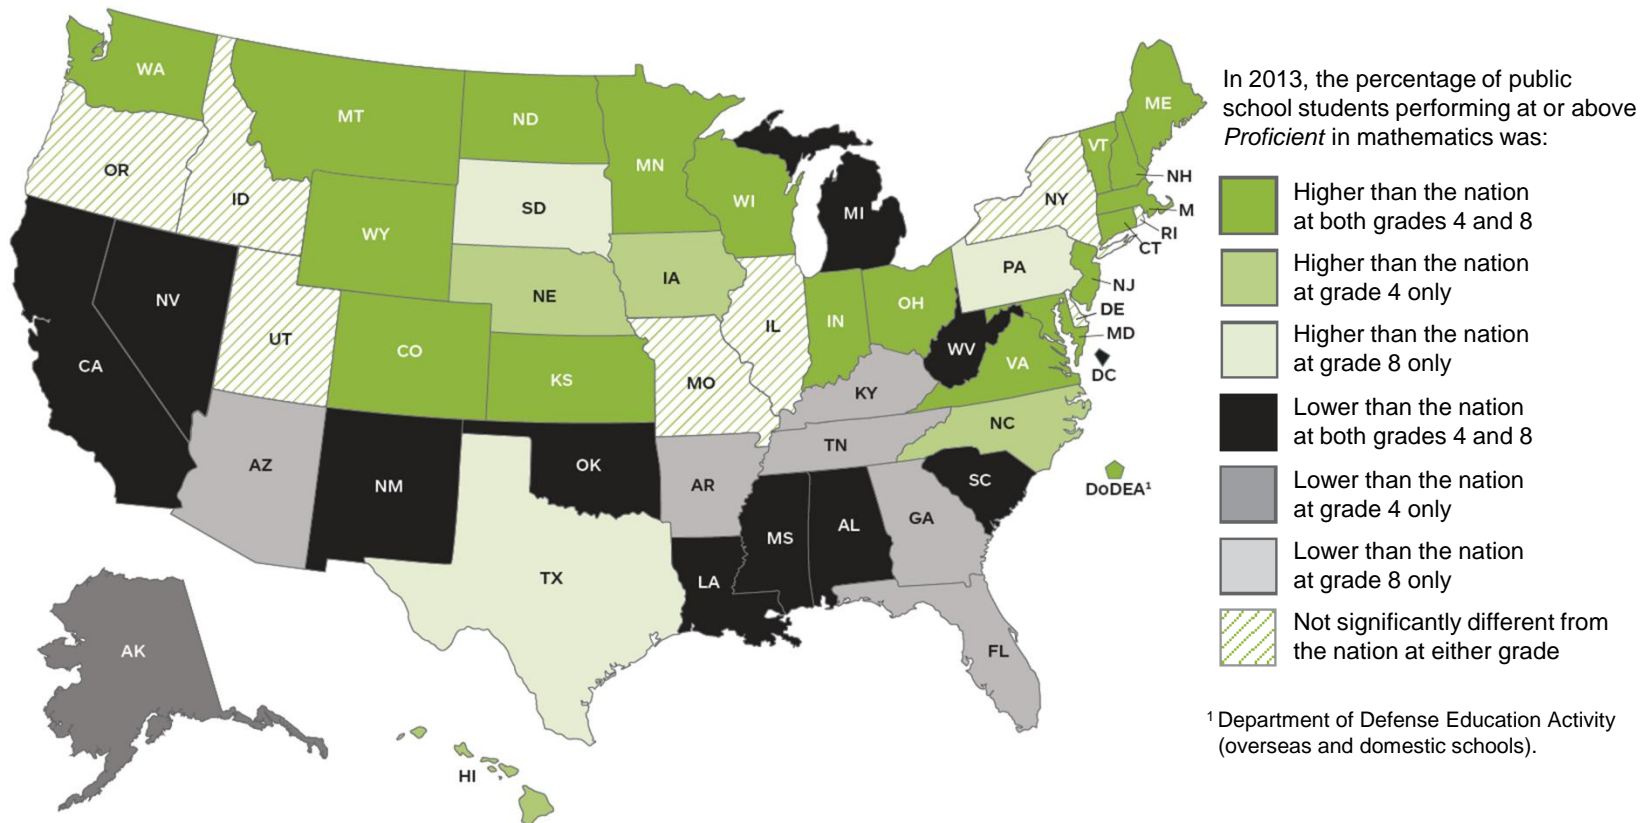 WA
MT
ND
MN
OR
ID
WY
SD
WI
MI
ME
VT
NH
NY
M
RI
CT
NV
UT
CA
CO
NE
IA
IL
IN
OH
PA
NJ
DE
MD
DC
KS
MO
WV
VA
KY
NC
TN
AZ
NM
OK
AR
SC
DoDEA¹
TX
LA
MS
AL
GA
FL
AK
HI
In 2013, the percentage of public
school students performing at or above
Proficient in mathematics was:
Higher than the nation
at both grades 4 and 8
Higher than the nation
at grade 4 only
Higher than the nation
at grade 8 only
Lower than the nation
at both grades 4 and 8
Lower than the nation
at grade 4 only
Lower than the nation
at grade 8 only
Not significantly different from
the nation at either grade
¹ Department of Defense Education Activity
(overseas and domestic schools).